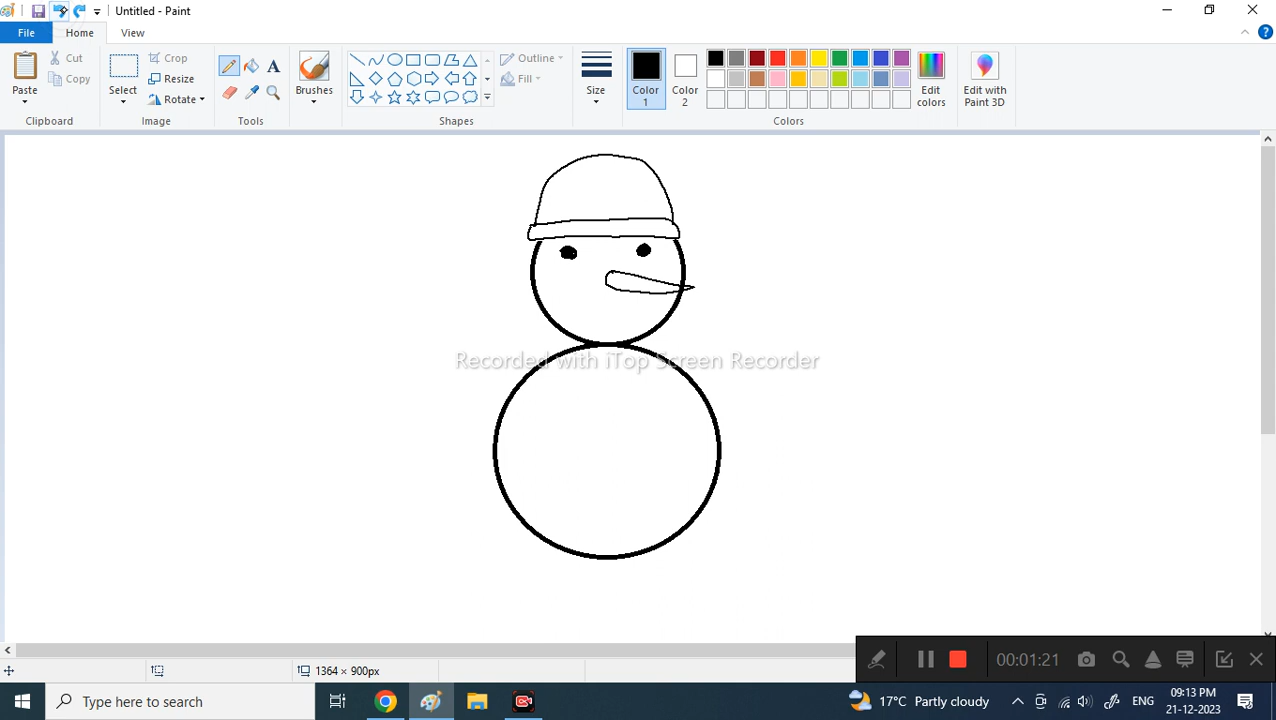 Untitled - Paint
File
Home
View
Paste
Cut
Copy
Clipboard
Select
Crop
Resize
Rotate
Image
A
Tools
Brushes
Shapes
Outline
Fill
Size
Color 1
Color 2
Colors
Edit colors
Edit with Paint 3D
Recorded with iTop Screen Recorder
1364 × 900px
00:01:21
Type here to search
17°C Partly cloudy
ENG
09:13 PM
21-12-2023